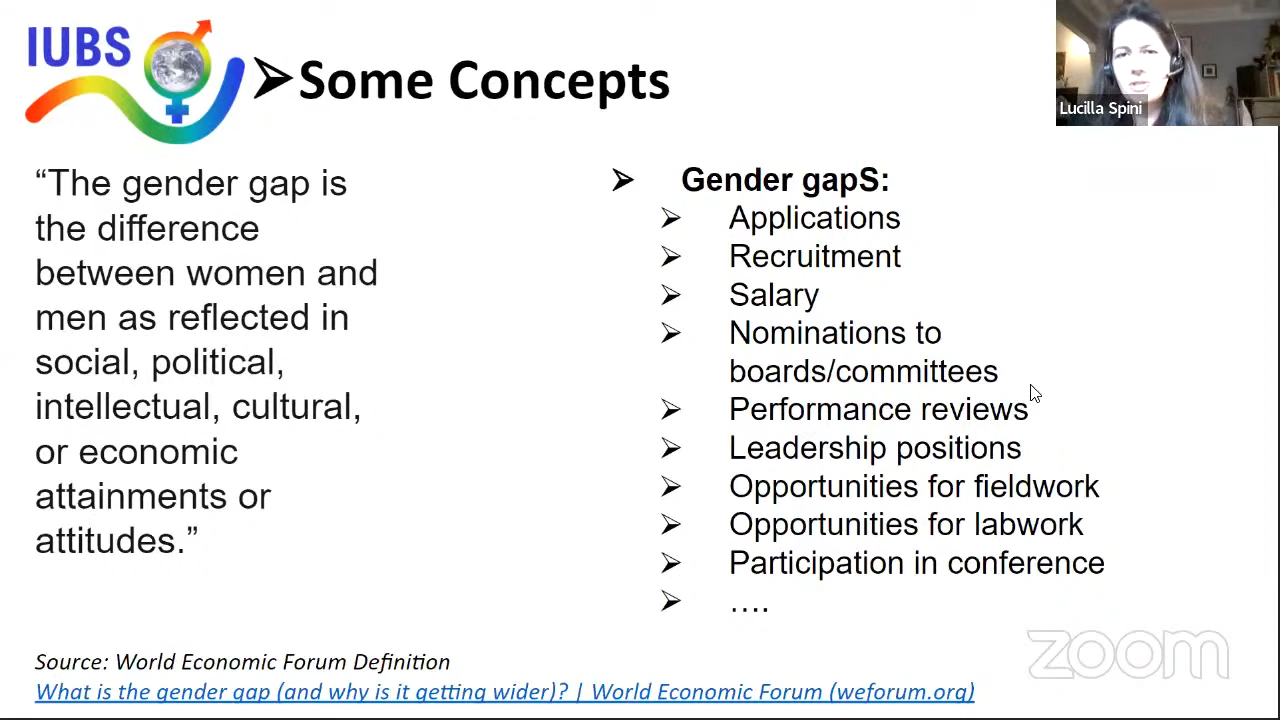 IUBS
➢Some Concepts
Lucilla Spini
“The gender gap is
the difference
between women and
men as reflected in
social, political,
intellectual, cultural,
or economic
attainments or
attitudes.”
➢ Gender gapS:
➢ Applications
➢ Recruitment
➢ Salary
➢ Nominations to
boards/committees
➢ Performance reviews
➢ Leadership positions
➢ Opportunities for fieldwork
➢ Opportunities for labwork
➢ Participation in conference
➢ ….
Source: World Economic Forum Definition
What is the gender gap (and why is it getting wider)? | World Economic Forum (weforum.org)
zoom